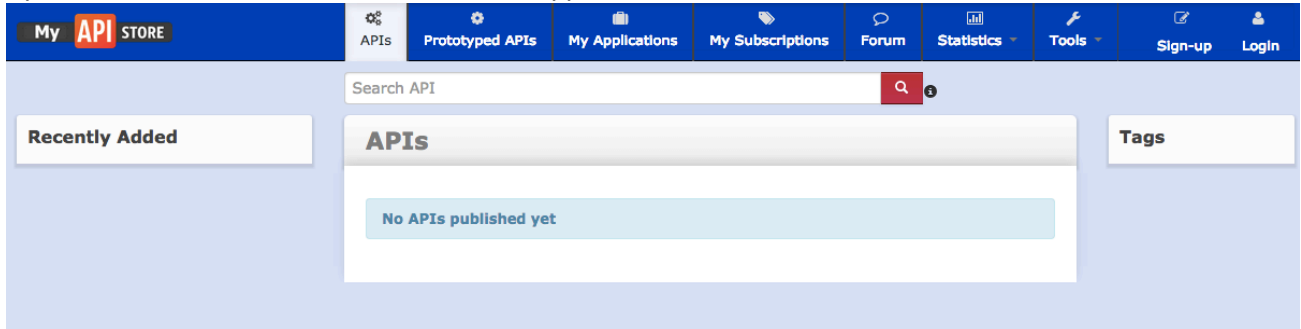 My API STORE
APIs
Prototyped APIs
My Applications
My Subscriptions
Forum
Statistics
Tools
Sign-up
Login
Search API
Recently Added
APIs
Tags
No APIs published yet